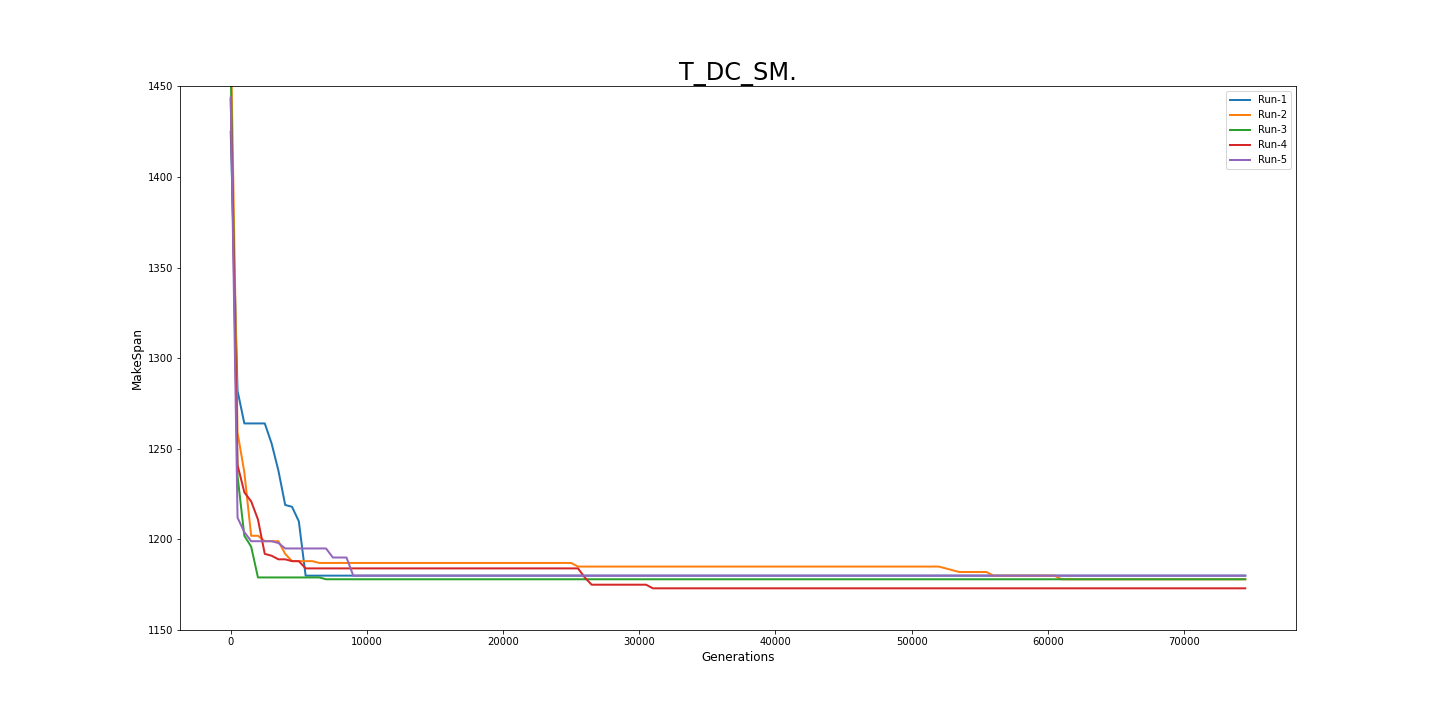 T_DC_SM.
1450
1400
1350
1300
1250
1200
1150
MakeSpan
0 10000 20000 30000 40000 50000 60000 70000
Generations
Run-1
Run-2
Run-3
Run-4
Run-5